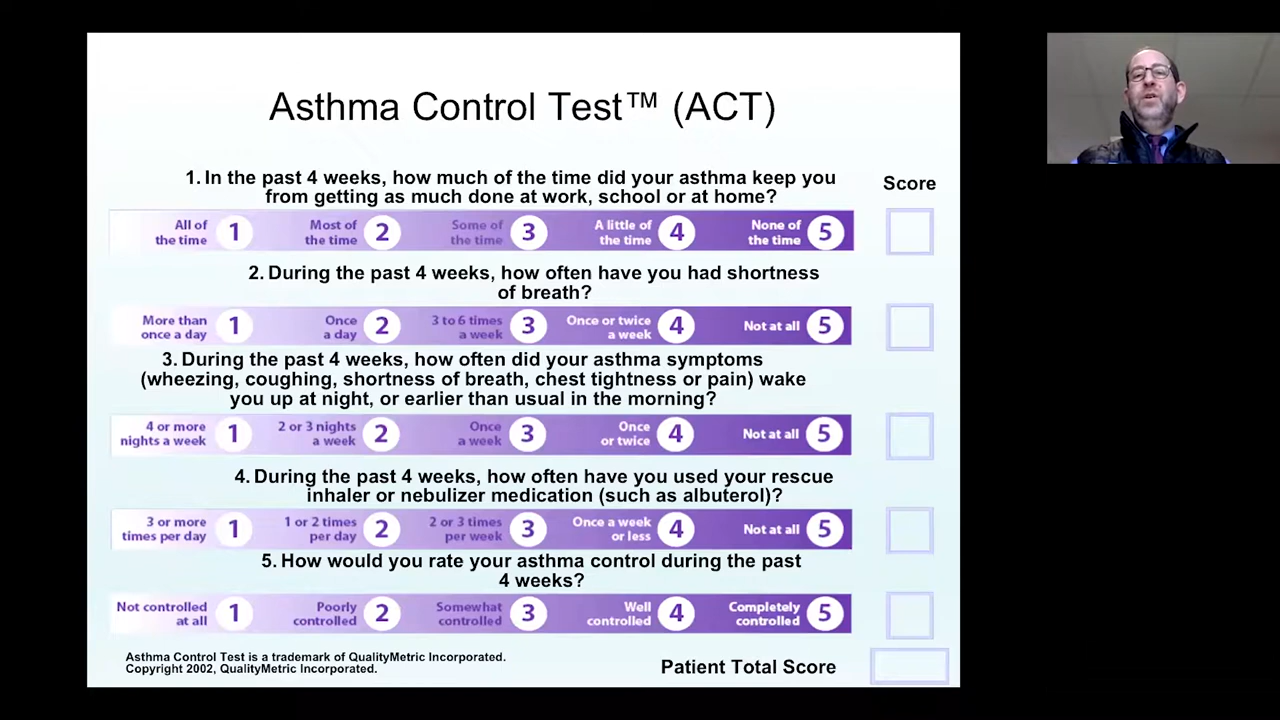 Asthma Control Test™ (ACT)
1. In the past 4 weeks, how much of the time did your asthma keep you
from getting as much done at work, school or at home?
Score
All of
the time
1
Most of
the time
2
Some of
the time
3
A little of
the time
4
None of
the time
5
2. During the past 4 weeks, how often have you had shortness
of breath?
More than
once a day
1
Once
a day
2
3 to 6 times
a week
3
Once or twice
a week
4
Not at all
5
3. During the past 4 weeks, how often did your asthma symptoms
(wheezing, coughing, shortness of breath, chest tightness or pain) wake
you up at night, or earlier than usual in the morning?
4 or more
nights a week
1
2 or 3 nights
a week
2
Once
a week
3
Once
or twice
4
Not at all
5
4. During the past 4 weeks, how often have you used your rescue
inhaler or nebulizer medication (such as albuterol)?
3 or more
times per day
1
1 or 2 times
per day
2
2 or 3 times
per week
3
Once a week
or less
4
Not at all
5
5. How would you rate your asthma control during the past
4 weeks?
Not controlled
at all
1
Poorly
controlled
2
Somewhat
controlled
3
Well
controlled
4
Completely
controlled
5
Asthma Control Test is a trademark of QualityMetric Incorporated.
Copyright 2002, QualityMetric Incorporated.
Patient Total Score